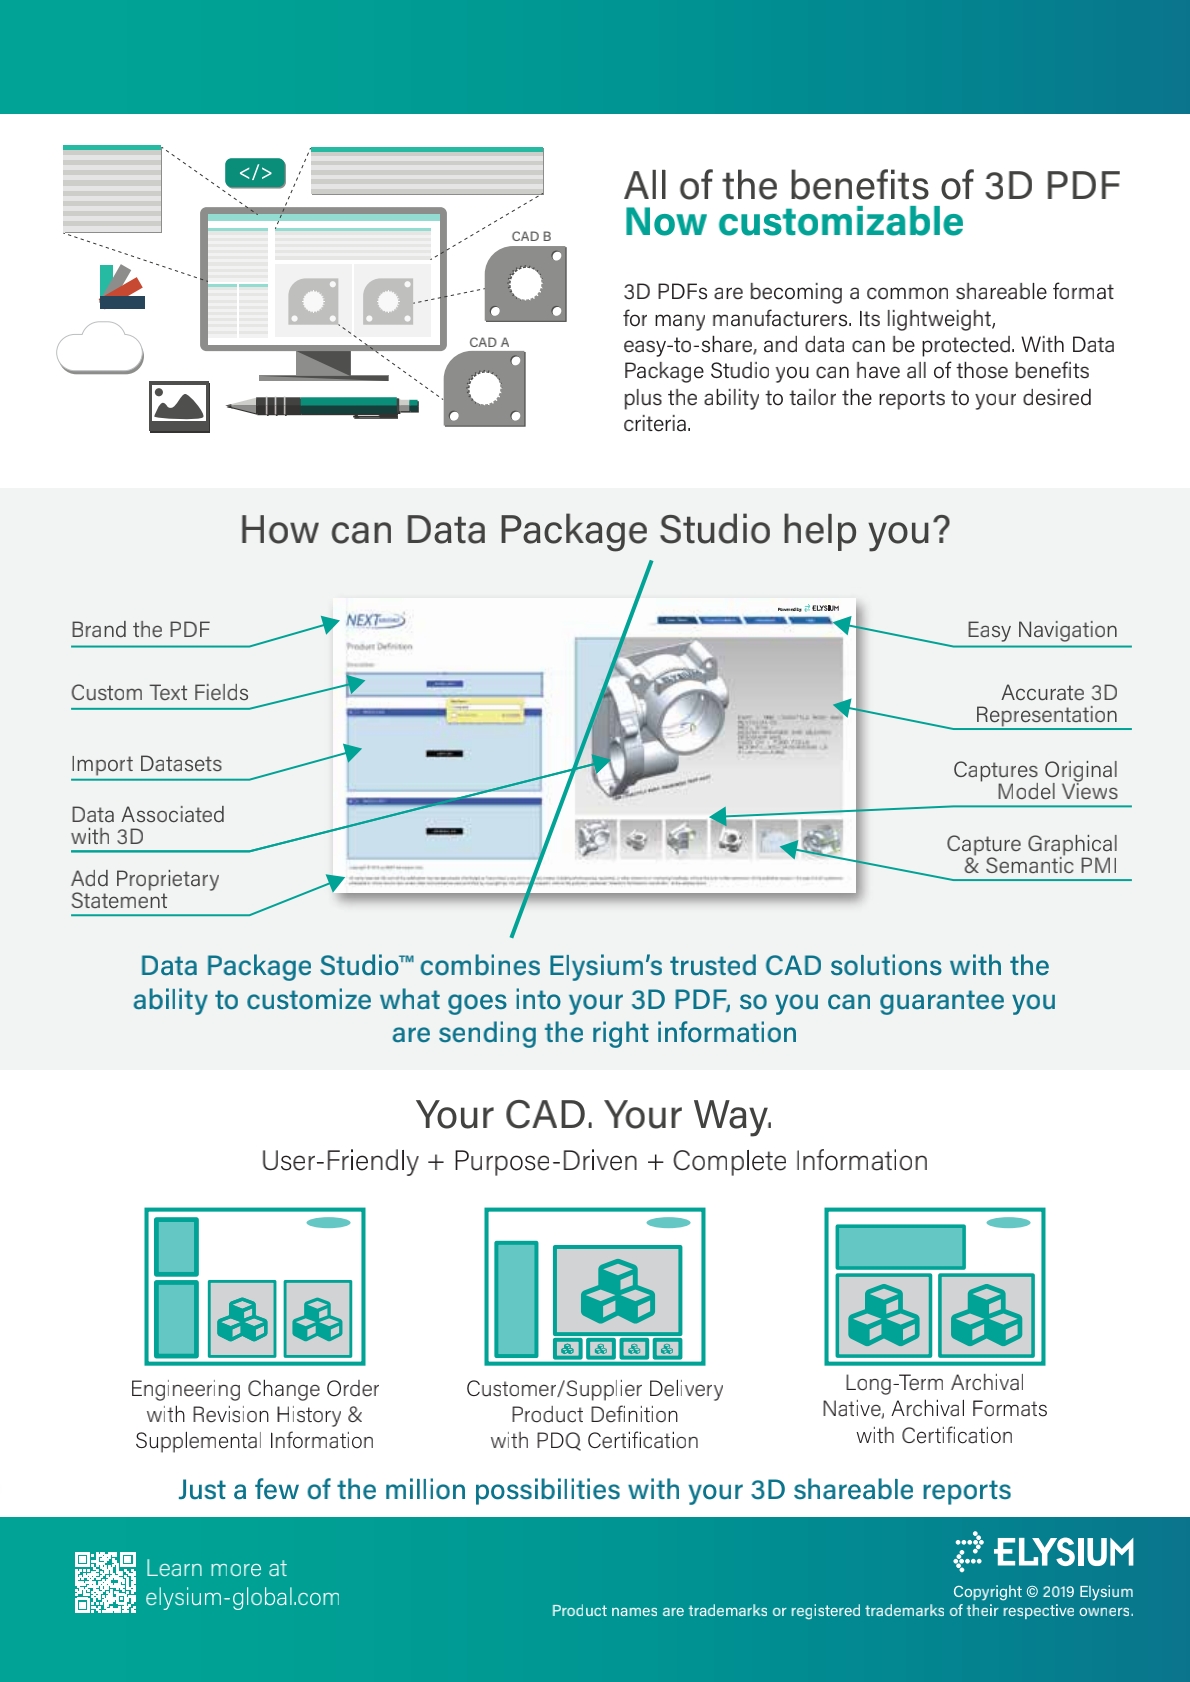 </>
CAD B
CAD A
All of the benefits of 3D PDF
Now customizable
3D PDFs are becoming a common shareable format
for many manufacturers. Its lightweight,
easy-to-share, and data can be protected. With Data
Package Studio you can have all of those benefits
plus the ability to tailor the reports to your desired
criteria.
How can Data Package Studio help you?
Brand the PDF
Custom Text Fields
Import Datasets
Data Associated
with 3D
Add Proprietary
Statement
Powered by ELYSIUM
NEXT
Product Definition
Easy Navigation
Accurate 3D
Representation
Captures Original
Model Views
Capture Graphical
& Semantic PMI
Data Package Studio™ combines Elysium’s trusted CAD solutions with the
ability to customize what goes into your 3D PDF, so you can guarantee you
are sending the right information
Your CAD. Your Way.
User-Friendly + Purpose-Driven + Complete Information
Engineering Change Order
with Revision History &
Supplemental Information
Customer/Supplier Delivery
Product Definition
with PDQ Certification
Long-Term Archival
Native, Archival Formats
with Certification
Just a few of the million possibilities with your 3D shareable reports
Learn more at
elysium-global.com
ELYSIUM
Copyright © 2019 Elysium
Product names are trademarks or registered trademarks of their respective owners.